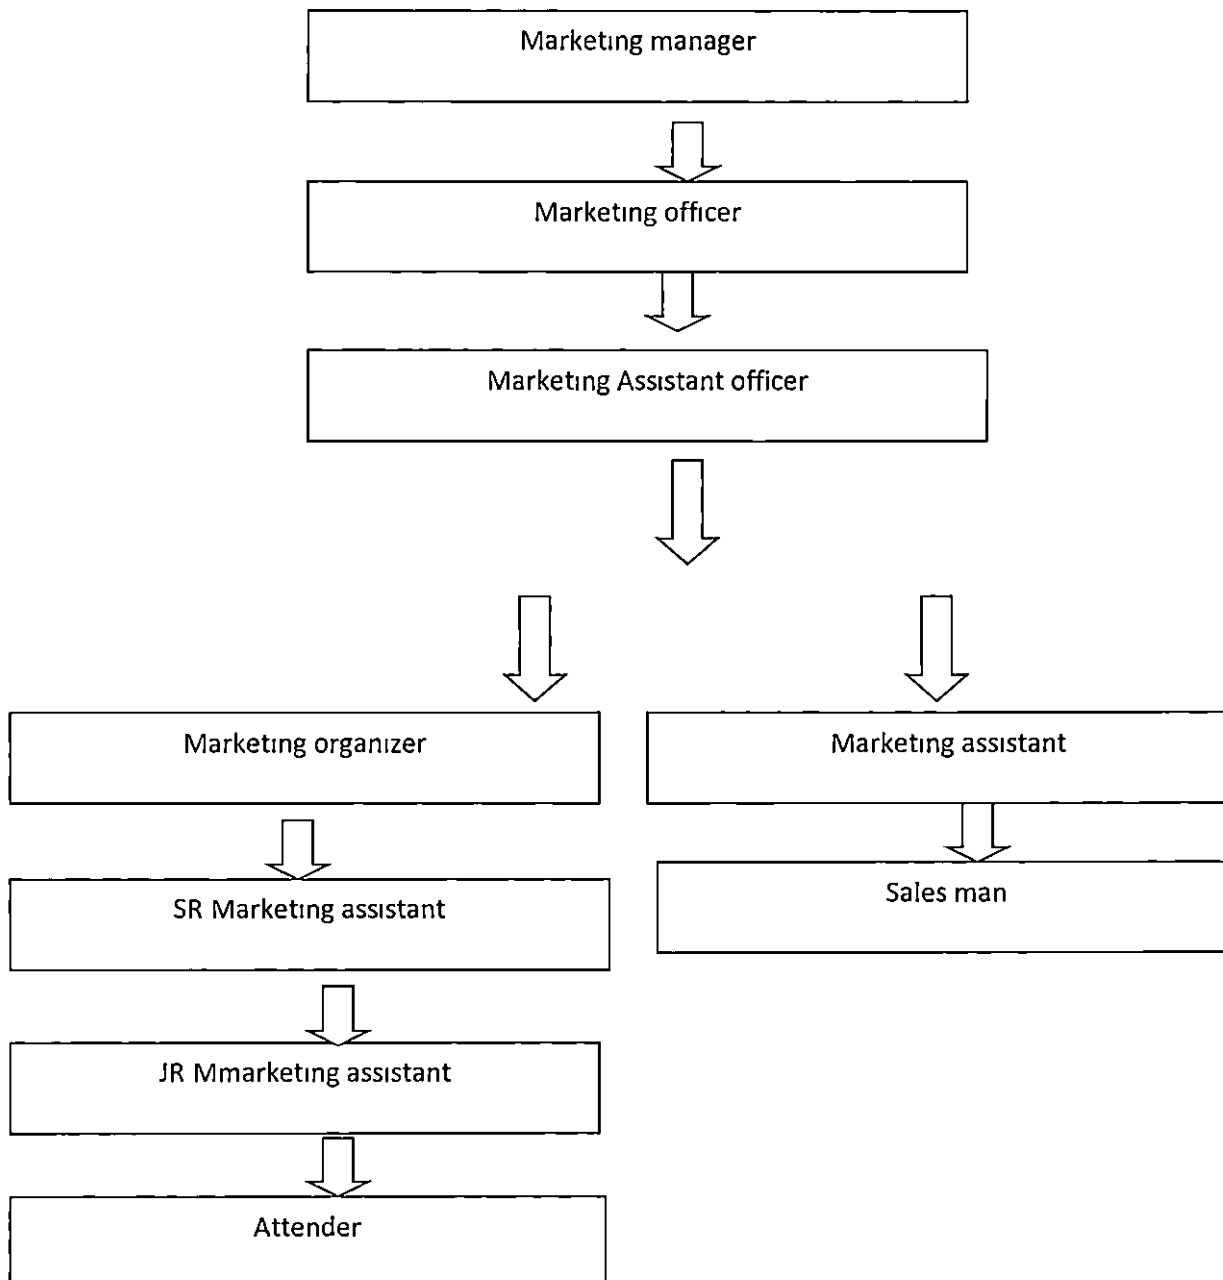 Marketing manager
Marketing officer
Marketing Assistant officer
Marketing organizer
Marketing assistant
SR Marketing assistant
Sales man
JR Mmarketing assistant
Attender